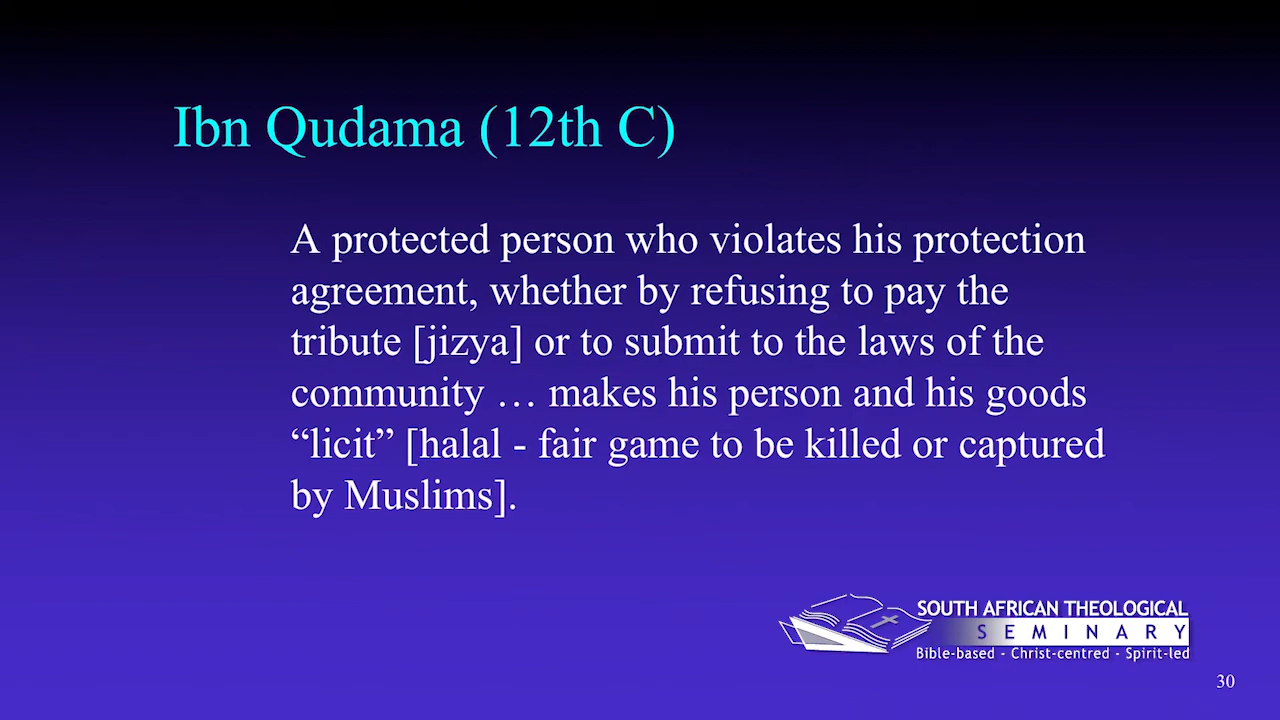 Ibn Qudama (12th C)
A protected person who violates his protection
agreement, whether by refusing to pay the
tribute [jizya] or to submit to the laws of the
community … makes his person and his goods
“licit” [halal - fair game to be killed or captured
by Muslims].
SOUTH AFRICAN THEOLOGICAL
SEMINARY
Bible-based - Christ-centred - Spirit-led
30